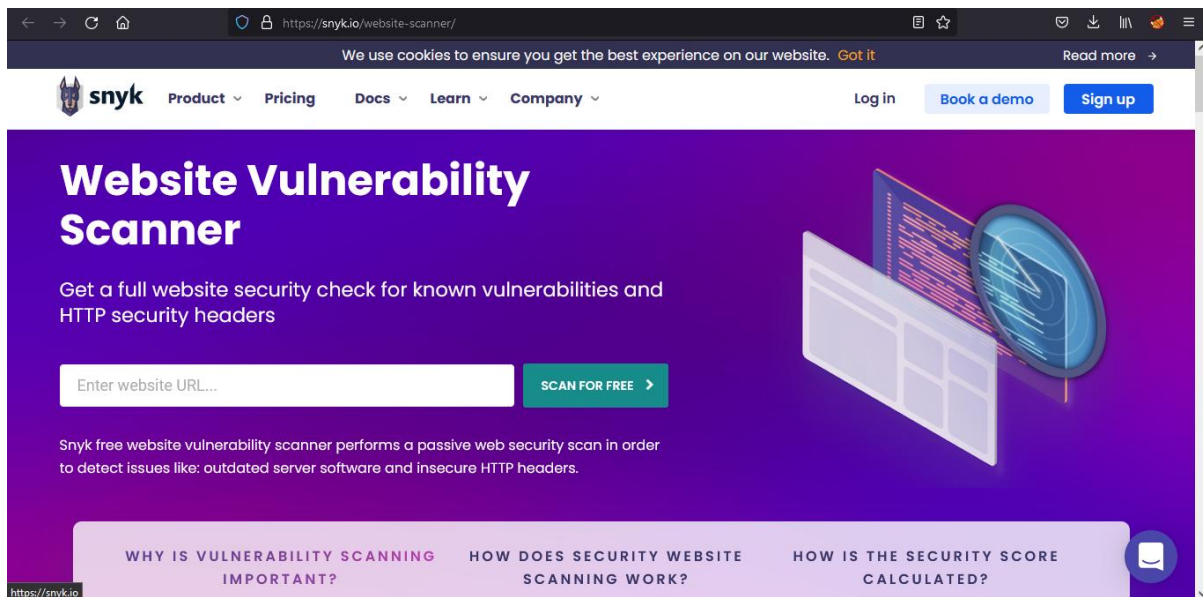 https://snyk.io/website-scanner/
We use cookies to ensure you get the best experience on our website. Got it
Read more →
snyk
Product
Pricing
Docs
Learn
Company
Log in
Book a demo
Sign up
Website Vulnerability
Scanner
Get a full website security check for known vulnerabilities and
HTTP security headers
Enter website URL...
SCAN FOR FREE
Snyk free website vulnerability scanner performs a passive web security scan in order
to detect issues like: outdated server software and insecure HTTP headers.
WHY IS VULNERABILITY SCANNING
IMPORTANT?
HOW DOES SECURITY WEBSITE
SCANNING WORK?
HOW IS THE SECURITY SCORE
CALCULATED?
https://snyk.io